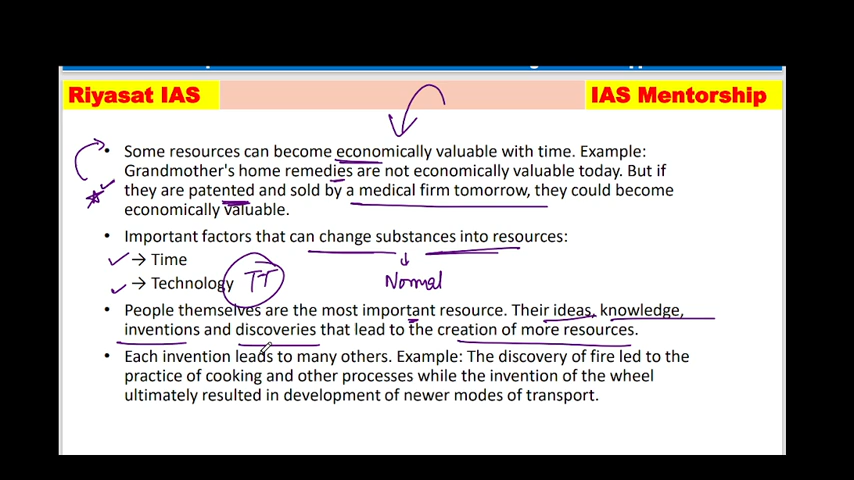 Riyasat IAS
IAS Mentorship
• Some resources can become economically valuable with time. Example:
Grandmother's home remedies are not economically valuable today. But if
they are patented and sold by a medical firm tomorrow, they could become
economically valuable.
• Important factors that can change substances into resources:
→ Time
→ Technology
TT
Normal
• People themselves are the most important resource. Their ideas, knowledge,
inventions and discoveries that lead to the creation of more resources.
• Each invention leads to many others. Example: The discovery of fire led to the
practice of cooking and other processes while the invention of the wheel
ultimately resulted in development of newer modes of transport.